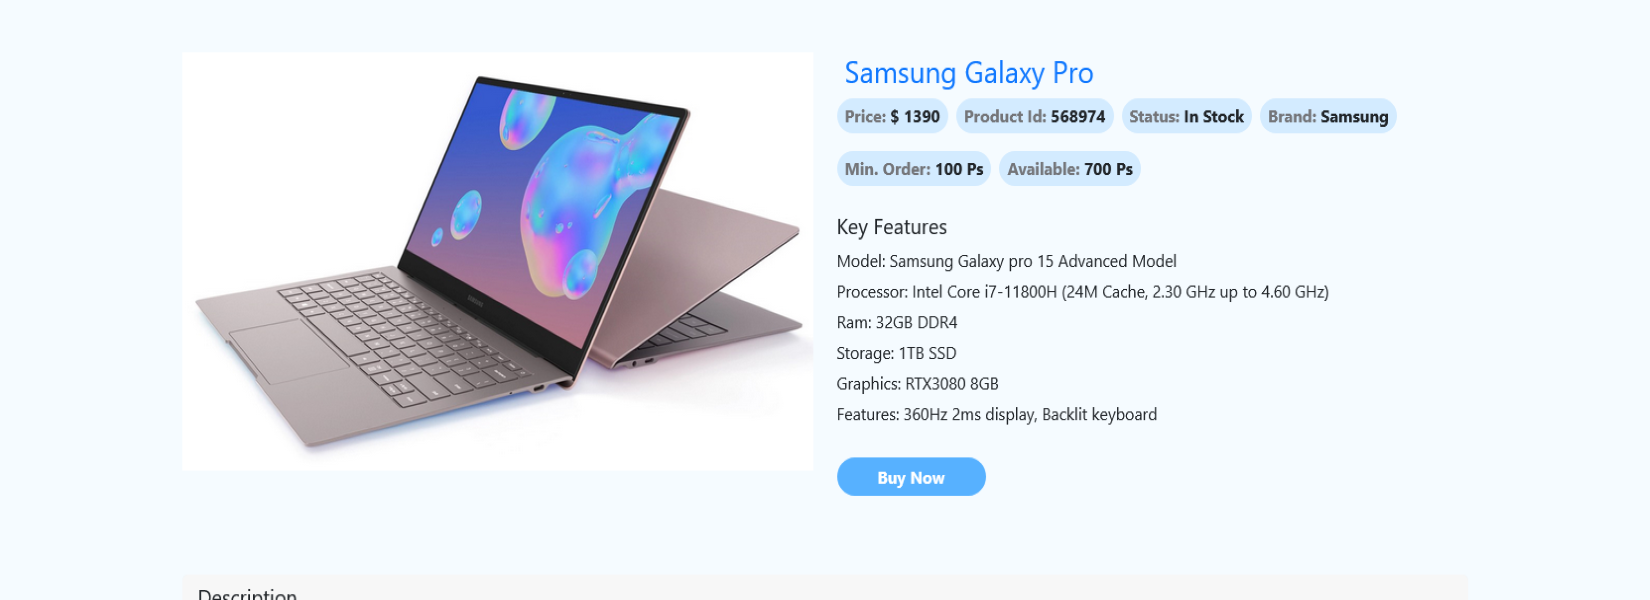 Samsung Galaxy Pro
Price: $ 1390 Product Id: 568974 Status: In Stock Brand: Samsung
Min. Order: 100 Ps Available: 700 Ps
Key Features
Model: Samsung Galaxy pro 15 Advanced Model
Processor: Intel Core i7-11800H (24M Cache, 2.30 GHz up to 4.60 GHz)
Ram: 32GB DDR4
Storage: 1TB SSD
Graphics: RTX3080 8GB
Features: 360Hz 2ms display, Backlit keyboard
Buy Now
Description